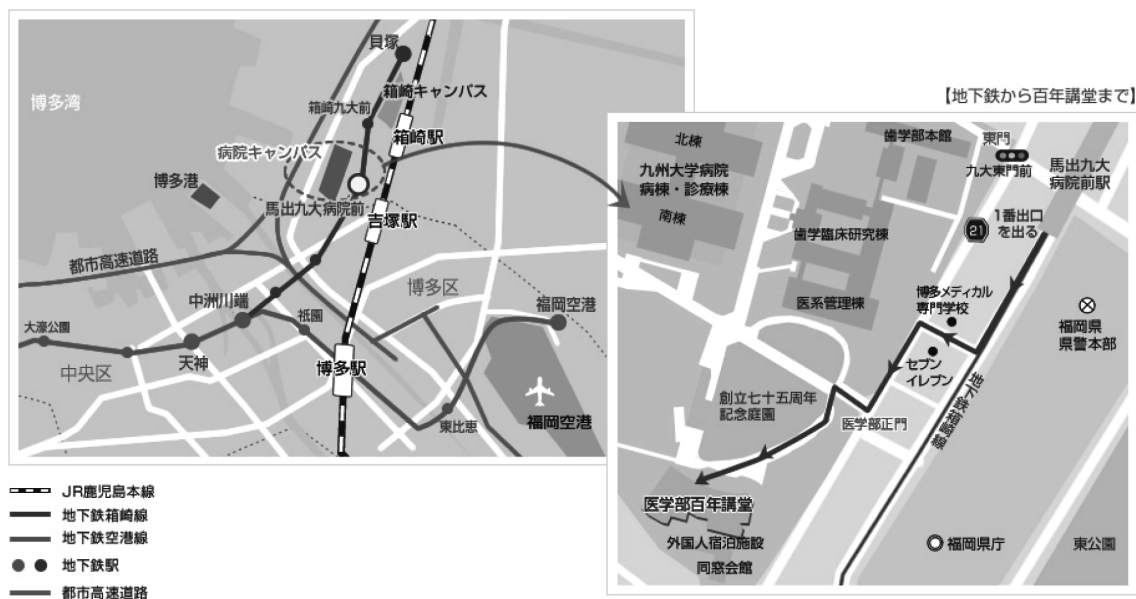 貝塚
箱崎キャンパス
博多湾
箱崎九大前
箱崎駅
病院キャンパス
博多港
馬出九大病院前
吉塚駅
都市高速道路
中洲川端
博多区
福岡空港
祇園
大濠公園
天神
中央区
博多駅
福岡空港
東比恵
JR鹿児島本線
地下鉄箱崎線
地下鉄空港線
地下鉄駅
都市高速道路
【地下鉄から百年講堂まで】
北棟
九州大学病院
病棟・診療棟
南棟
歯学部本館
東門
九大東門前
馬出九大
病院前駅
21
1番出口
を出る
歯学臨床研究棟
医系管理棟
博多メディカル
専門学校
福岡県
県警本部
セブン
イレブン
地下鉄箱崎線
創立七十五周年
記念庭園
医学部正門
医学部百年講堂
外国人宿泊施設
同窓会館
福岡県庁
東公園